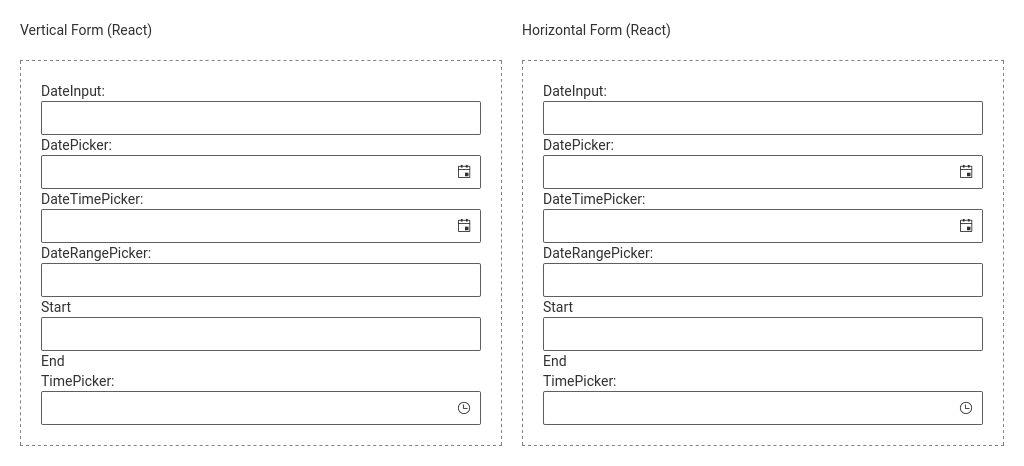 Vertical Form (React)
DateInput:
DatePicker:
DateTimePicker:
DateRangePicker:
Start
End
TimePicker:
Horizontal Form (React)
DateInput:
DatePicker:
DateTimePicker:
DateRangePicker:
Start
End
TimePicker: